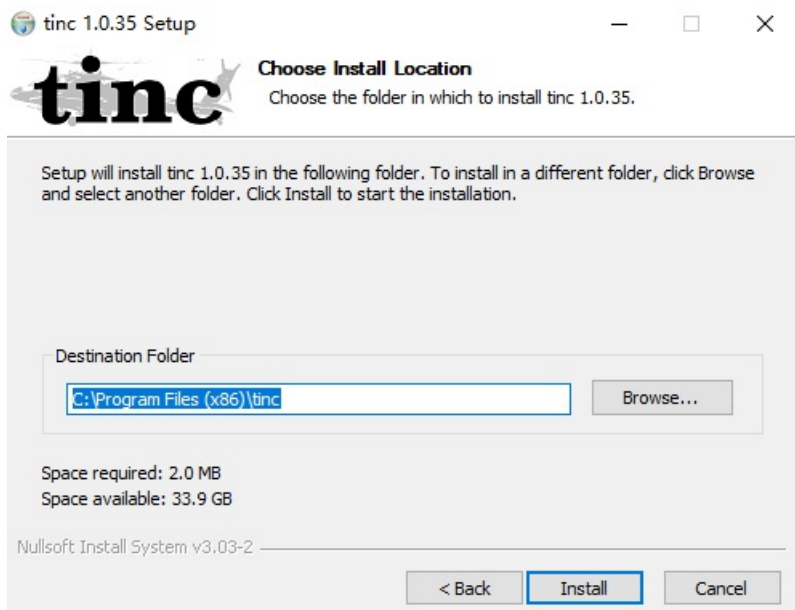 tinc 1.0.35 Setup
tinc
Choose Install Location
Choose the folder in which to install tinc 1.0.35.
Setup will install tinc 1.0.35 in the following folder. To install in a different folder, click Browse
and select another folder. Click Install to start the installation.
Destination Folder
C:\Program Files (x86)\tinc
Browse...
Space required: 2.0 MB
Space available: 33.9 GB
Nullsoft Install System v3.03-2
< Back
Install
Cancel